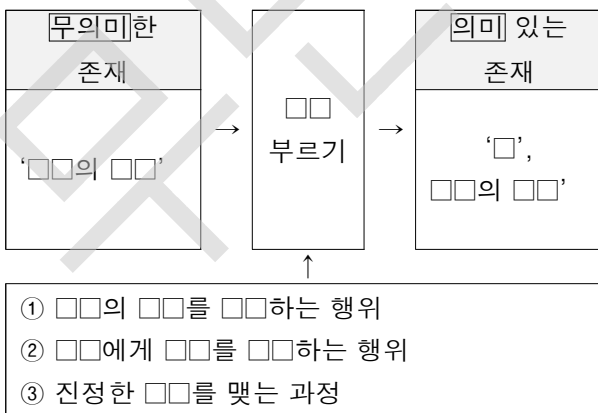 무의미한
존재
‘□□의 □□’
→
□□
부르기
→
의미 있는
존재
‘□’,
□□의 □□’
↑
① □□의 □□를 □□하는 행위
② □□에게 □□를 □□하는 행위
③ 진정한 □□를 맺는 과정